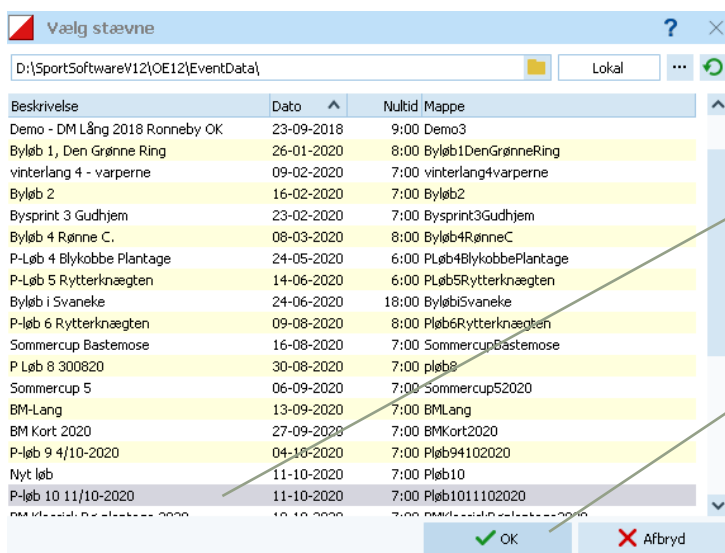 Vælg stævne ?
D:\SportSoftwareV12\OE12\EventData\ Lokal ...
Beskrivelse Dato Nultid Mappe
Demo - DM Lång 2018 Ronneby OK 23-09-2018 9:00 Demo3
Byløb 1, Den Grønne Ring 26-01-2020 8:00 Byløb1DenGrønneRing
vinterlang 4 - varperne 09-02-2020 7:00 vinterlang4varperne
Byløb 2 16-02-2020 7:00 Byløb2
Bysprint 3 Gudhjem 23-02-2020 7:00 Bysprint3Gudhjem
Byløb 4 Rønne C. 08-03-2020 8:00 Byløb4RønneC
P-Løb 4 Blykobbe Plantage 24-05-2020 6:00 PLøb4BlykobbePlantage
P-Løb 5 Rytterknægten 14-06-2020 6:00 PLøb5Rytterknægten
Byløb i Svaneke 24-06-2020 18:00 ByløbiSvaneke
P-løb 6 Rytterknægten 09-08-2020 8:00 Pløb6Rytterknægten
Sommercup Bastemose 16-08-2020 7:00 SommercupBastemose
P Løb 8 300820 30-08-2020 7:00 pløb8
Sommercup 5 06-09-2020 7:00 Sommercup52020
BM-Lang 13-09-2020 7:00 BMLang
BM Kort 2020 27-09-2020 7:00 BMKort2020
P-løb 9 4/10-2020 04-10-2020 7:00 Pløb94102020
Nyt løb 11-10-2020 7:00 Pløb10
P-løb 10 11/10-2020 11-10-2020 7:00 Pløb1011102020
OK Afbryd